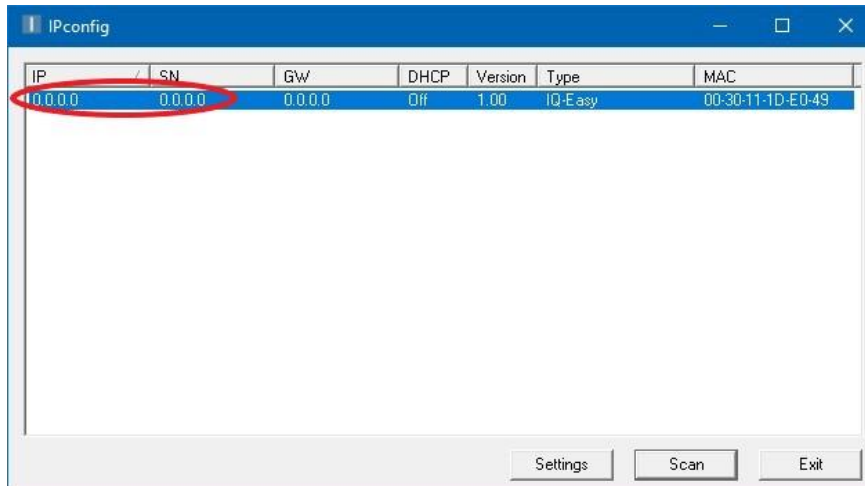 IPconfig
IP SN GW DHCP Version Type MAC
0.0.0.0 0.0.0.0 0.0.0.0 Off 1.00 IQ-Easy 00-30-11-1D-E0-49
Settings Scan Exit